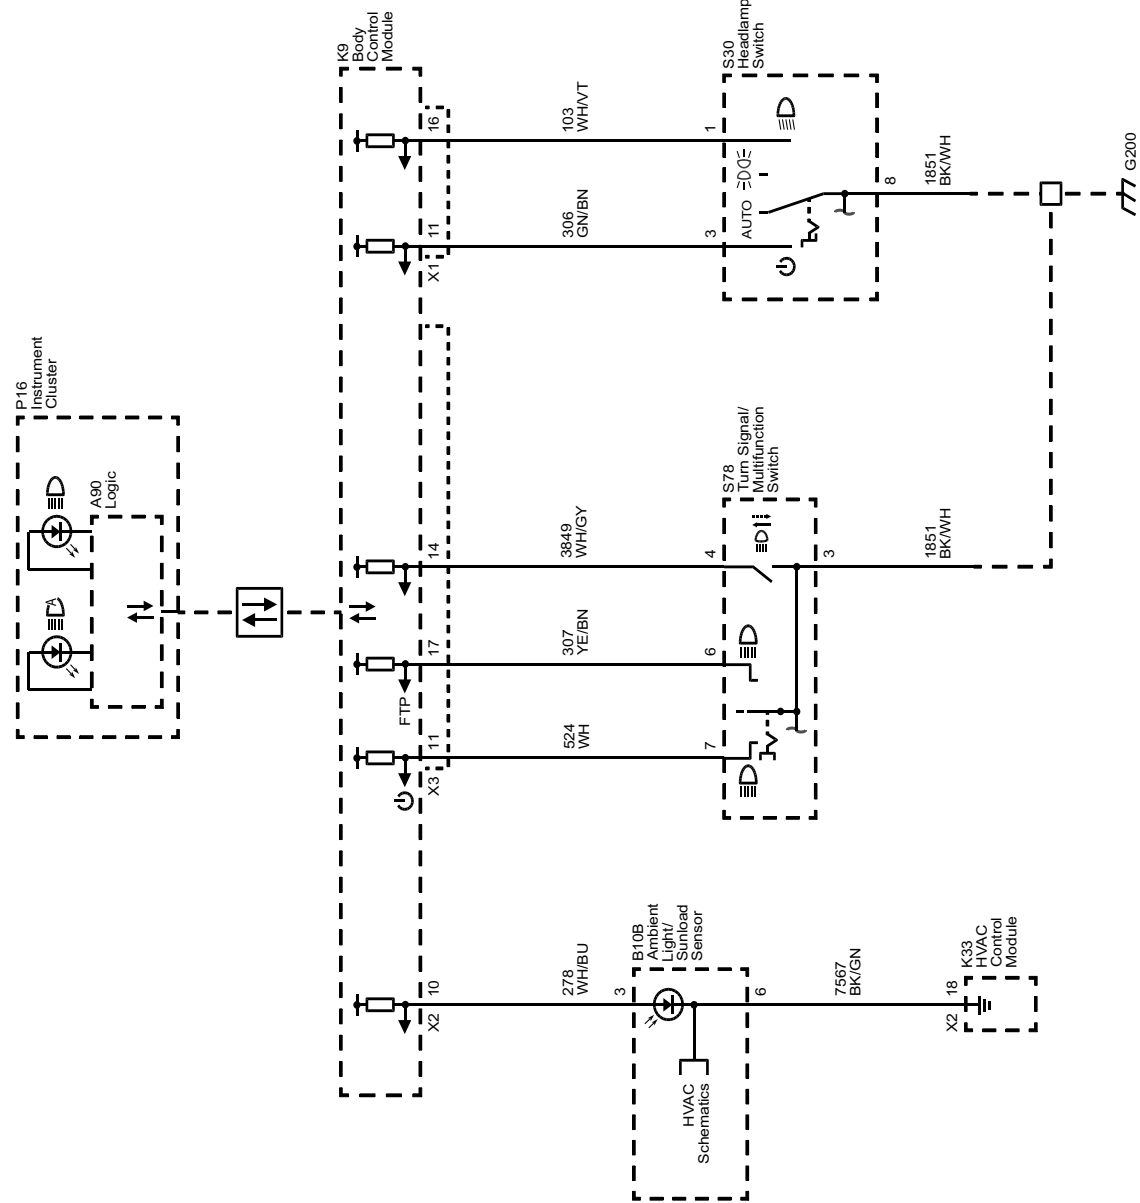 P16
Instrument
Cluster
A90
Logic
A
K9
Body
Control
Module
X2
10
X3
11
FTP
17
14
X1
11
16
278
WH/BU
524
WH
307
YE/BN
3849
WH/GY
306
GN/BN
103
WH/VT
B10B
Ambient
Light/
Sunload
Sensor
3
HVAC
Schematics
6
7567
BK/GN
K33
HVAC
Control
Module
X2
18
S78
Turn Signal/
Multifunction
Switch
7
6
4
3
1851
BK/WH
S30
Headlamp
Switch
3
1
AUTO
8
1851
BK/WH
G200